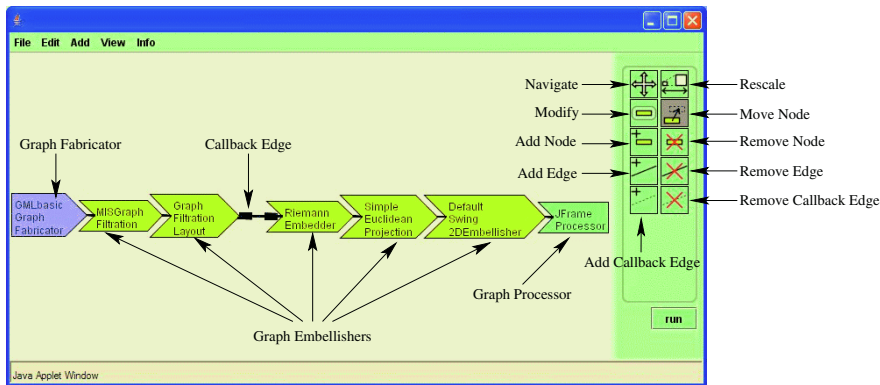 File Edit Add View Info
Navigate
Rescale
Modify
Move Node
Add Node
Remove Node
Graph Fabricator
Callback Edge
Add Edge
Remove Edge
Remove Callback Edge
GMLbasic
Graph
Fabricator
MISGraph
Filtration
Graph
Filtration
Layout
Riemann
Embedder
Simple
Euclidean
Projection
Default
Swing
2DEmbellisher
JFrame
Processor
Add Callback Edge
Graph Processor
run
Graph Embellishers
Java Applet Window